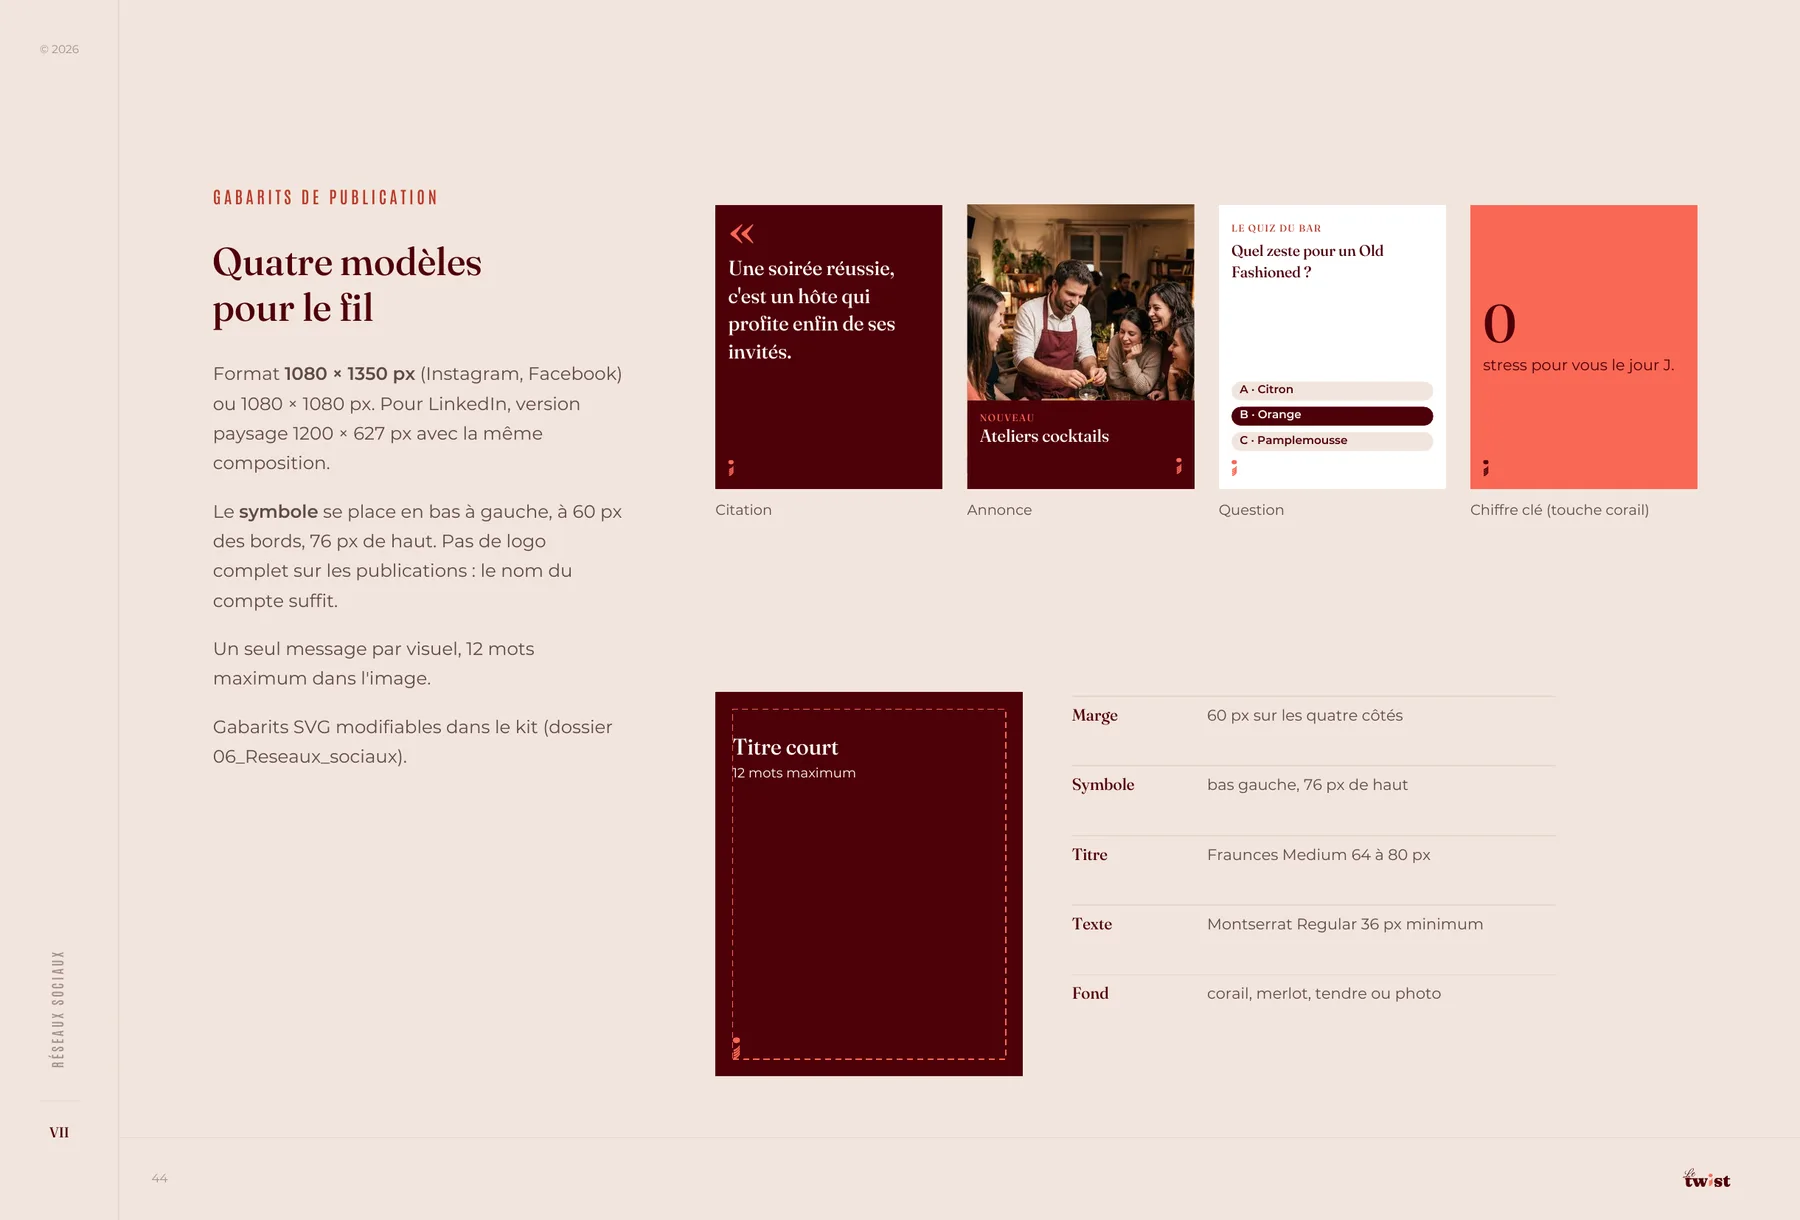 © 2026
GABARITS DE PUBLICATION
Quatre modèles
pour le fil
Format 1080 × 1350 px (Instagram, Facebook)
ou 1080 × 1080 px. Pour LinkedIn, version
paysage 1200 × 627 px avec la même
composition.
Le symbole se place en bas à gauche, à 60 px
des bords, 76 px de haut. Pas de logo
complet sur les publications : le nom du
compte suffit.
Un seul message par visuel, 12 mots
maximum dans l'image.
Gabarits SVG modifiables dans le kit (dossier
06_Reseaux_sociaux).
«
Une soirée réussie,
c'est un hôte qui
profite enfin de ses
invités.
Citation
NOUVEAU
Ateliers cocktails
Annonce
LE QUIZ DU BAR
Quel zeste pour un Old
Fashioned ?
A · Citron
B · Orange
C · Pamplemousse
Question
0
stress pour vous le jour J.
Chiffre clé (touche corail)
Titre court
12 mots maximum
Marge 60 px sur les quatre côtés
Symbole bas gauche, 76 px de haut
Titre Fraunces Medium 64 à 80 px
Texte Montserrat Regular 36 px minimum
Fond corail, merlot, tendre ou photo
RÉSEAUX SOCIAUX
VII
44
Le
twist